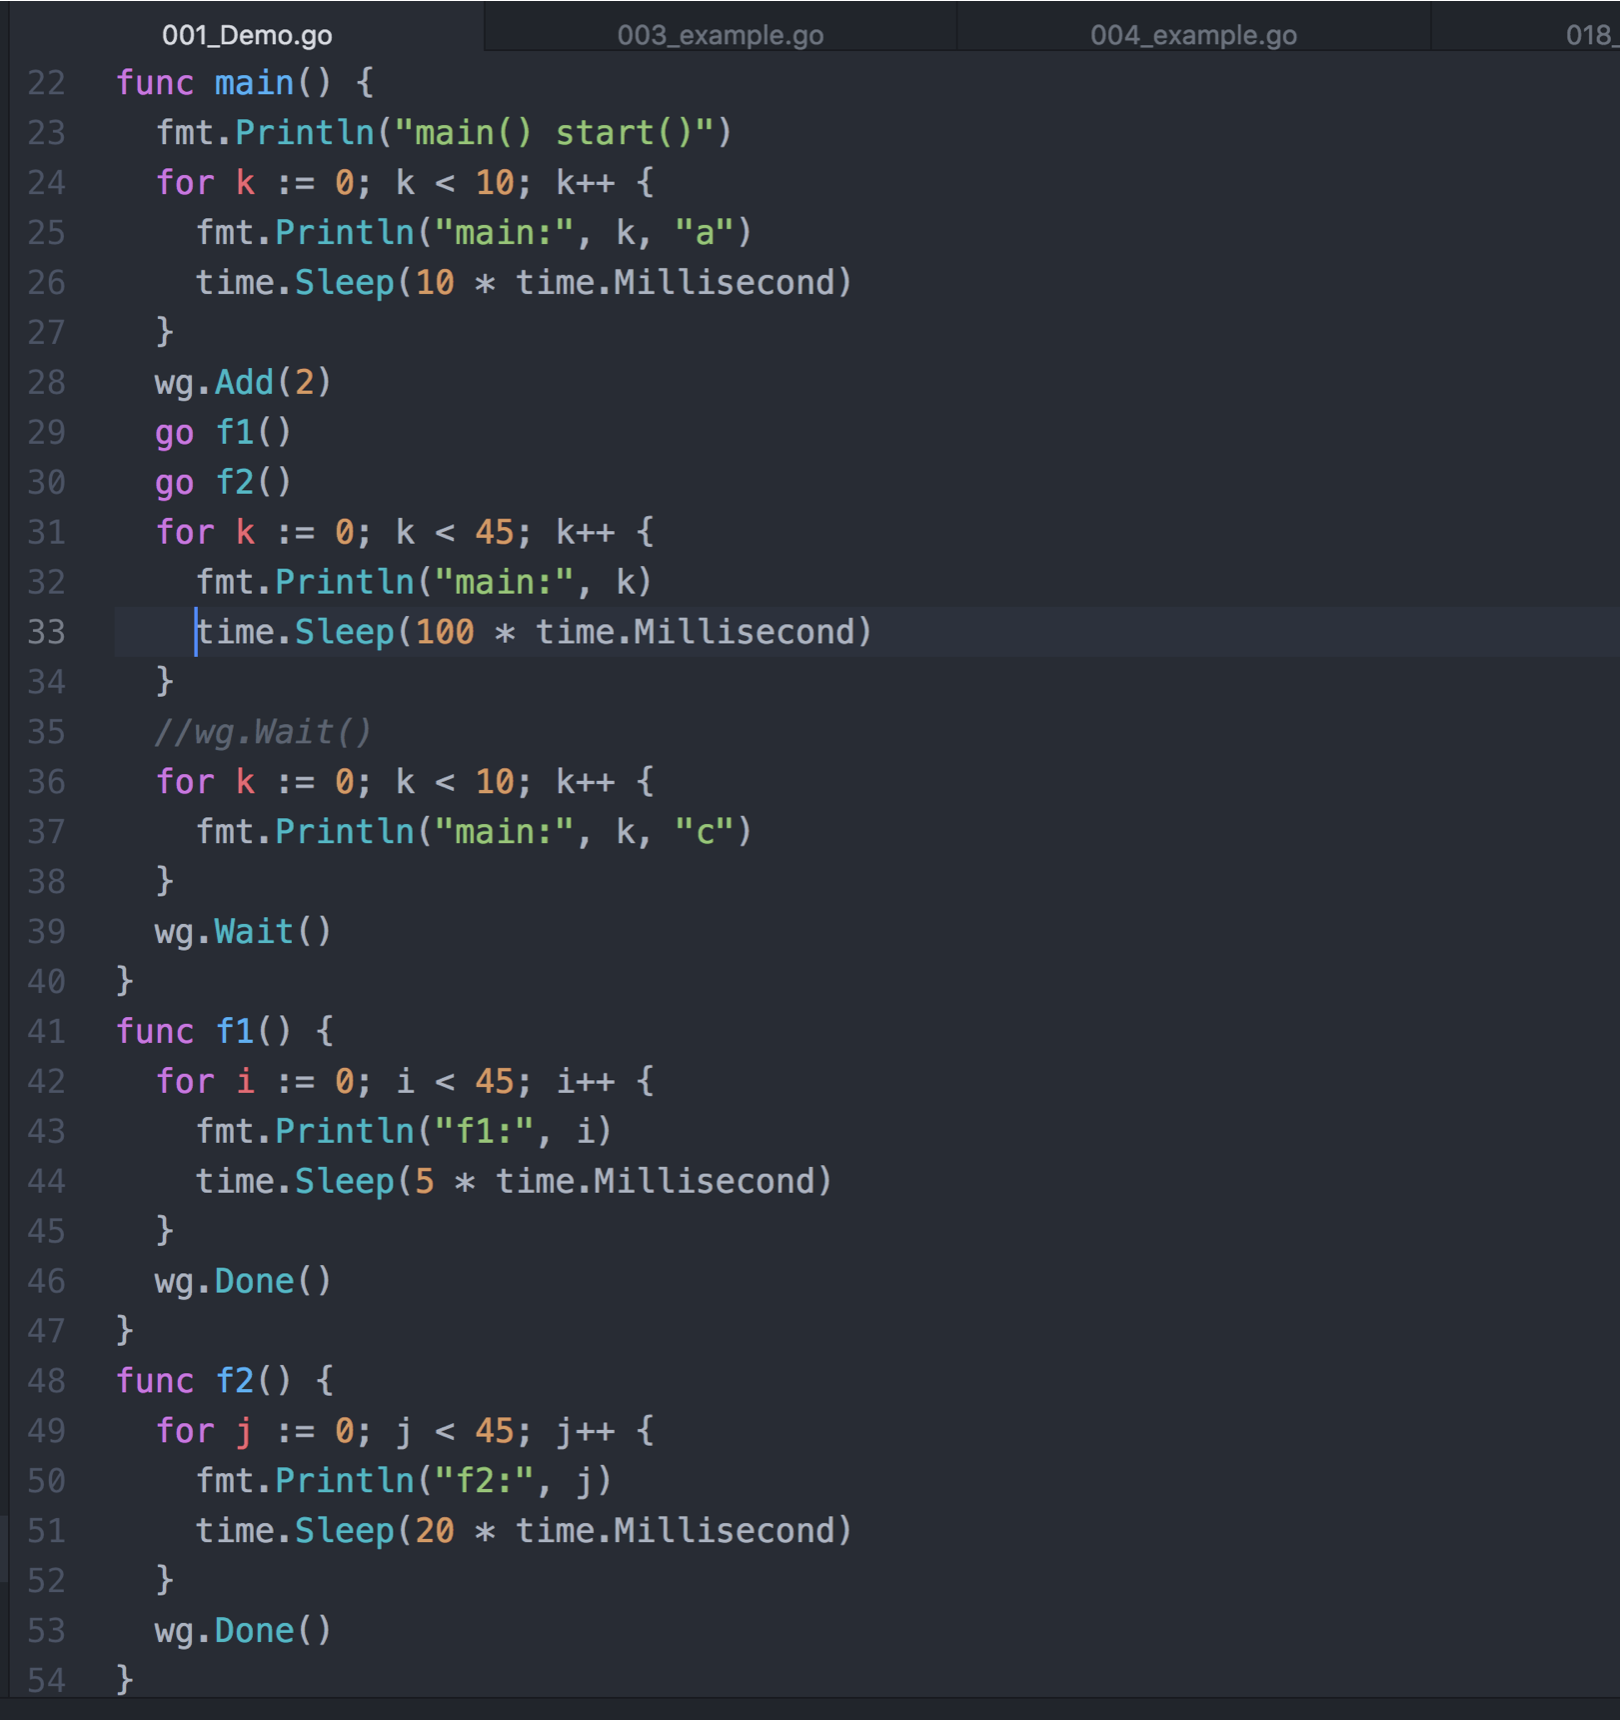 001_Demo.go 003_example.go 004_example.go 018_
22 func main() {
23 fmt.Println("main() start()")
24 for k := 0; k < 10; k++ {
25 fmt.Println("main:", k, "a")
26 time.Sleep(10 * time.Millisecond)
27 }
28 wg.Add(2)
29 go f1()
30 go f2()
31 for k := 0; k < 45; k++ {
32 fmt.Println("main:", k)
33 time.Sleep(100 * time.Millisecond)
34 }
35 //wg.Wait()
36 for k := 0; k < 10; k++ {
37 fmt.Println("main:", k, "c")
38 }
39 wg.Wait()
40 }
41 func f1() {
42 for i := 0; i < 45; i++ {
43 fmt.Println("f1:", i)
44 time.Sleep(5 * time.Millisecond)
45 }
46 wg.Done()
47 }
48 func f2() {
49 for j := 0; j < 45; j++ {
50 fmt.Println("f2:", j)
51 time.Sleep(20 * time.Millisecond)
52 }
53 wg.Done()
54 }